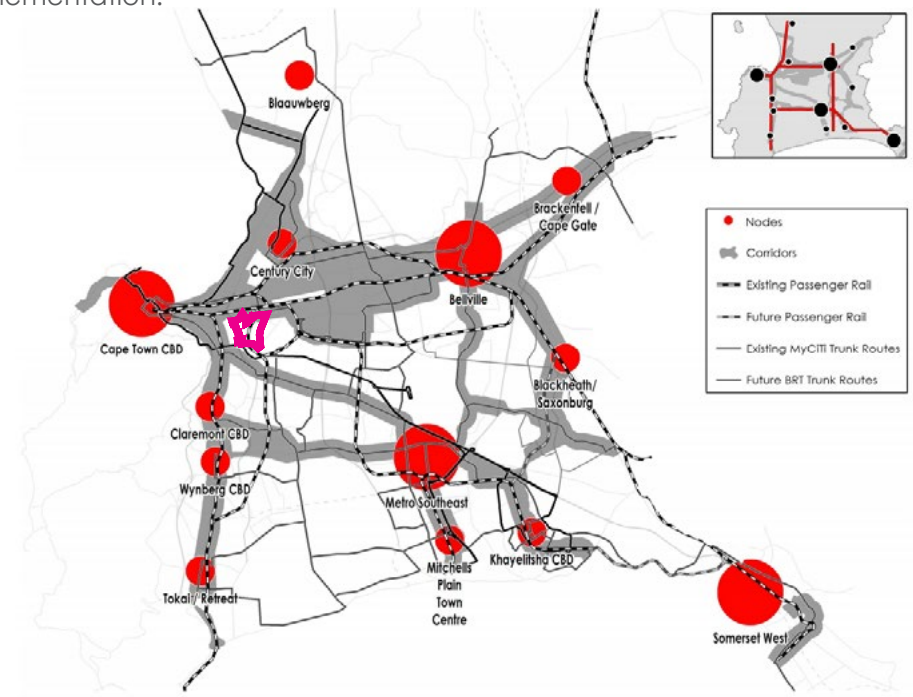 Blaauwberg
Brackenfell /
Cape Gate
Century City
Bellville
Cape Town CBD
Blackheath/
Saxonburg
Claremont CBD
Wynberg CBD
Metro Southeast
Khayelitsha CBD
Mitchells
Plain
Town
Centre
Tokai / Retreat
Somerset West
Nodes
Corridors
Existing Passenger Rail
Future Passenger Rail
Existing MyCiTi Trunk Routes
Future BRT Trunk Routes